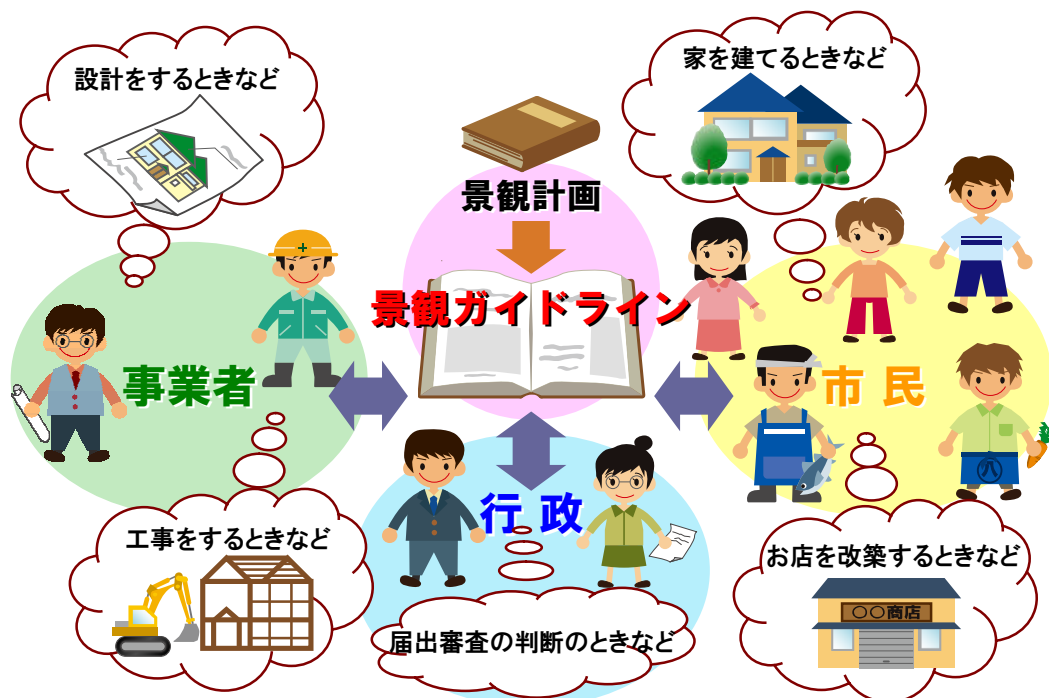 設計をするときなど
家を建てるときなど
景観計画
景観ガイドライン
事業者
市民
行政
工事をするときなど
お店を改築するときなど
〇〇商店
届出審査の判断のときなど
八